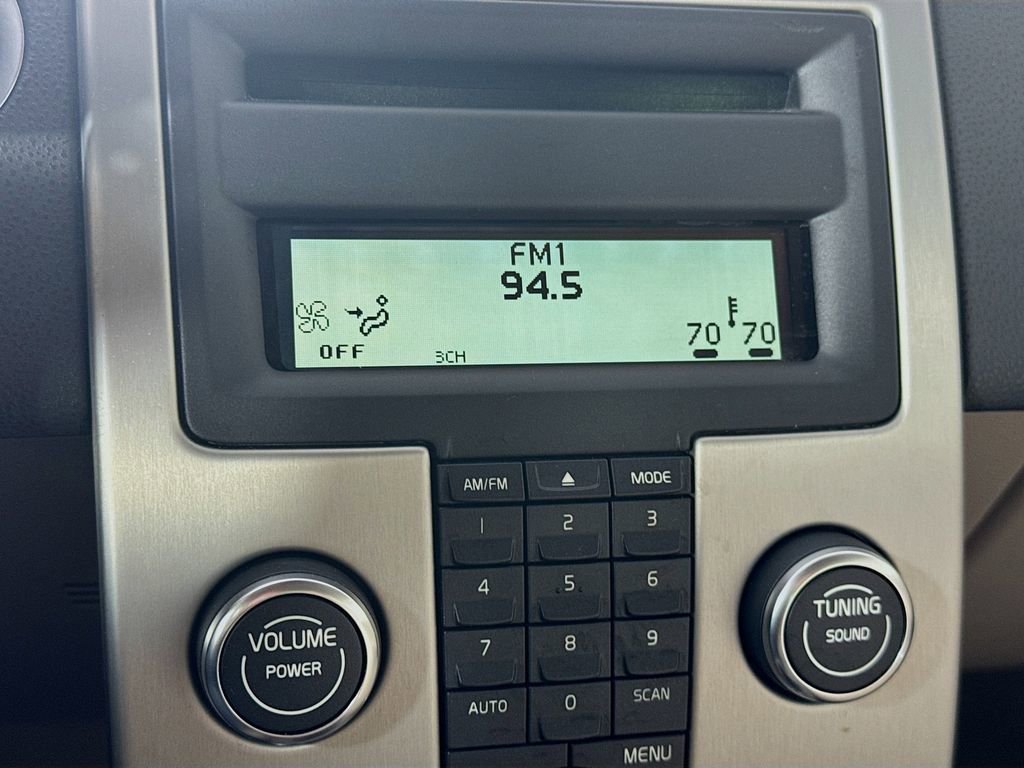 FM1
94.5
OFF
3CH
70 70
AM/FM MODE
1 2 3
4 5 6
7 8 9
AUTO 0 SCAN
MENU
VOLUME
POWER
TUNING
SOUND